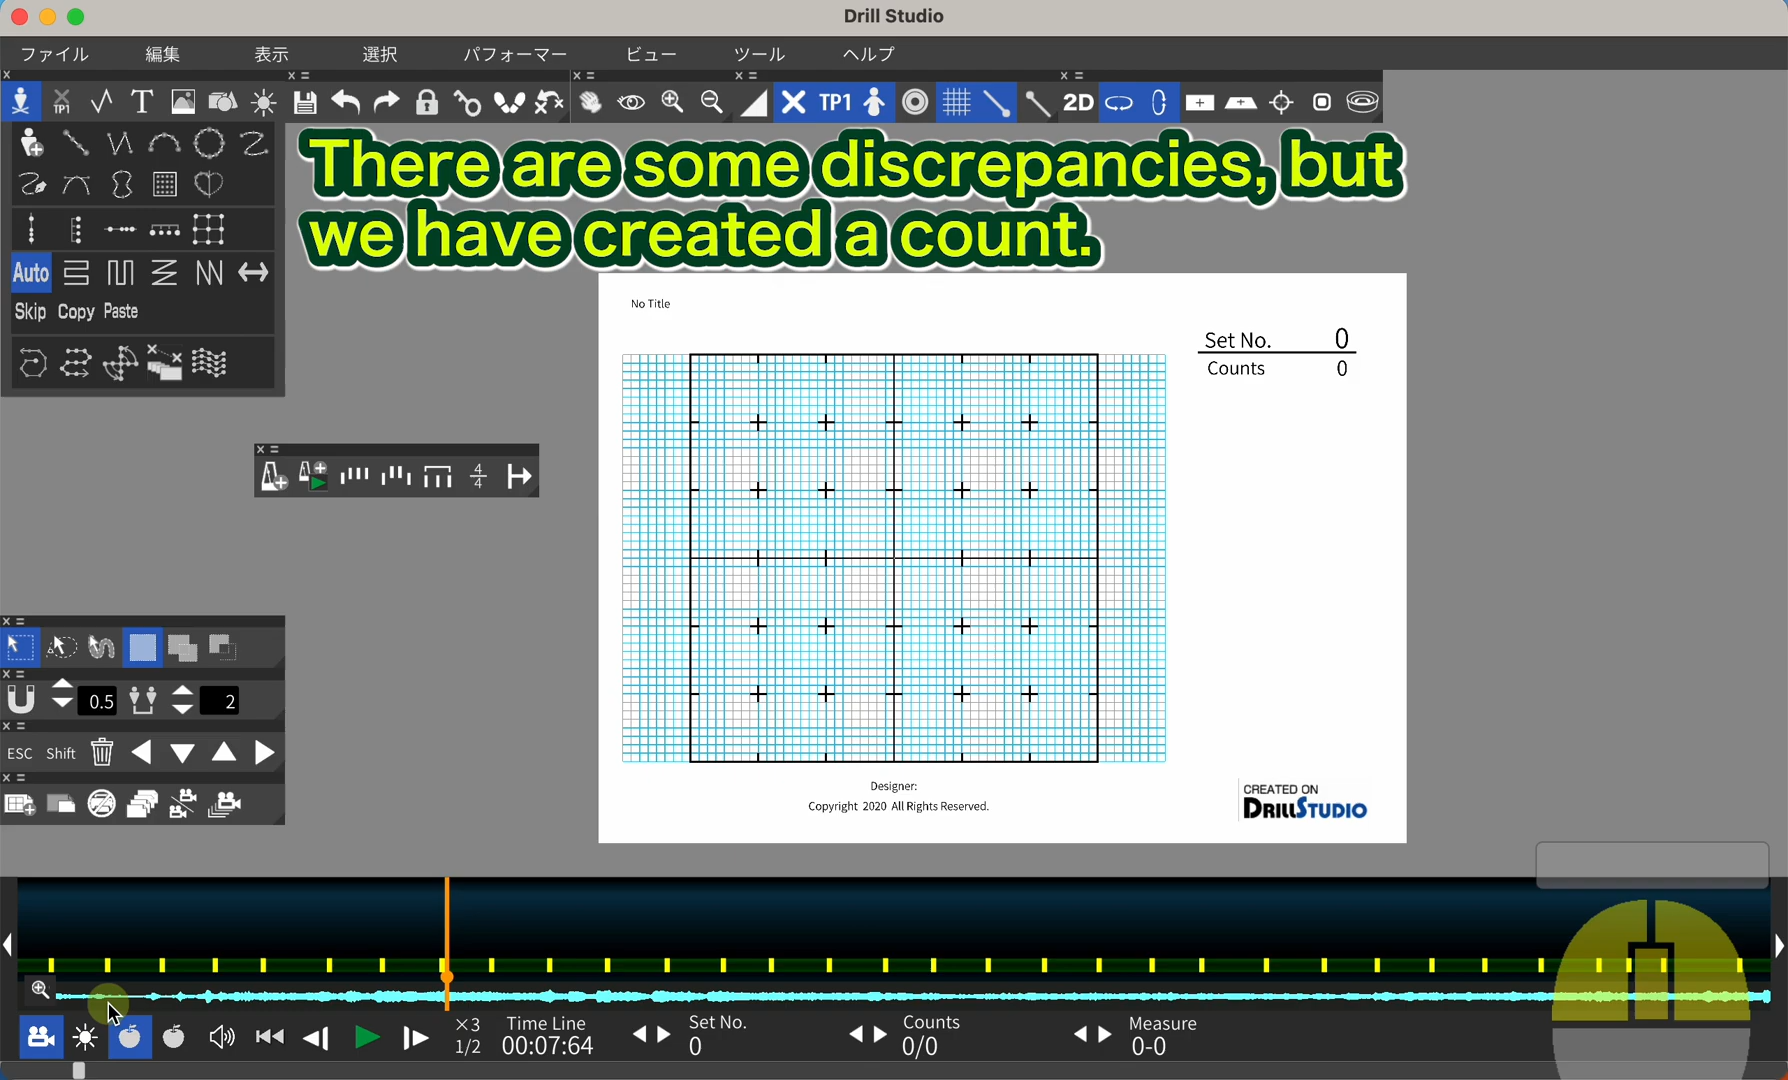 Drill Studio
ファイル 編集 表示 選択 パフォーマー ビュー ツール ヘルプ
TP1 T TP1 2D
There are some discrepancies, but
we have created a count.
Auto
Skip Copy Paste
No Title
Set No. 0
Counts 0
4/4
0.5 2
ESC Shift
Designer:
Copyright 2020 All Rights Reserved.
CREATED ON
DRILLSTUDIO
×3 Time Line Set No. Counts Measure
1/2 00:07:64 0 0/0 0-0